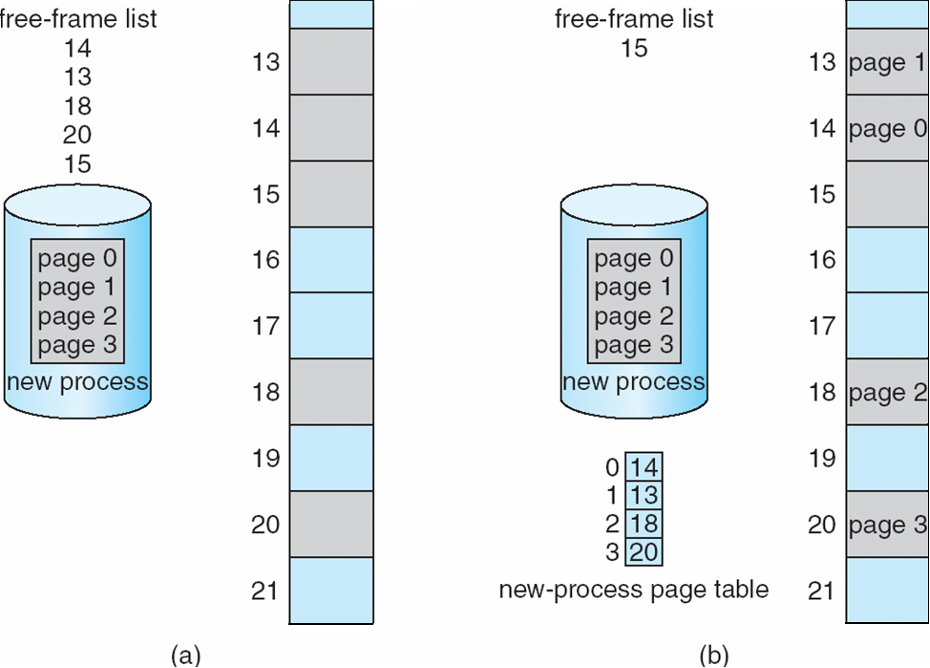 free-frame list
14
13
18
20
15
page 0
page 1
page 2
page 3
new process
13
14
15
16
17
18
19
20
21
(a)
free-frame list
15
page 0
page 1
page 2
page 3
new process
0 14
1 13
2 18
3 20
new-process page table
13 page 1
14 page 0
15
16
17
18 page 2
19
20 page 3
21
(b)